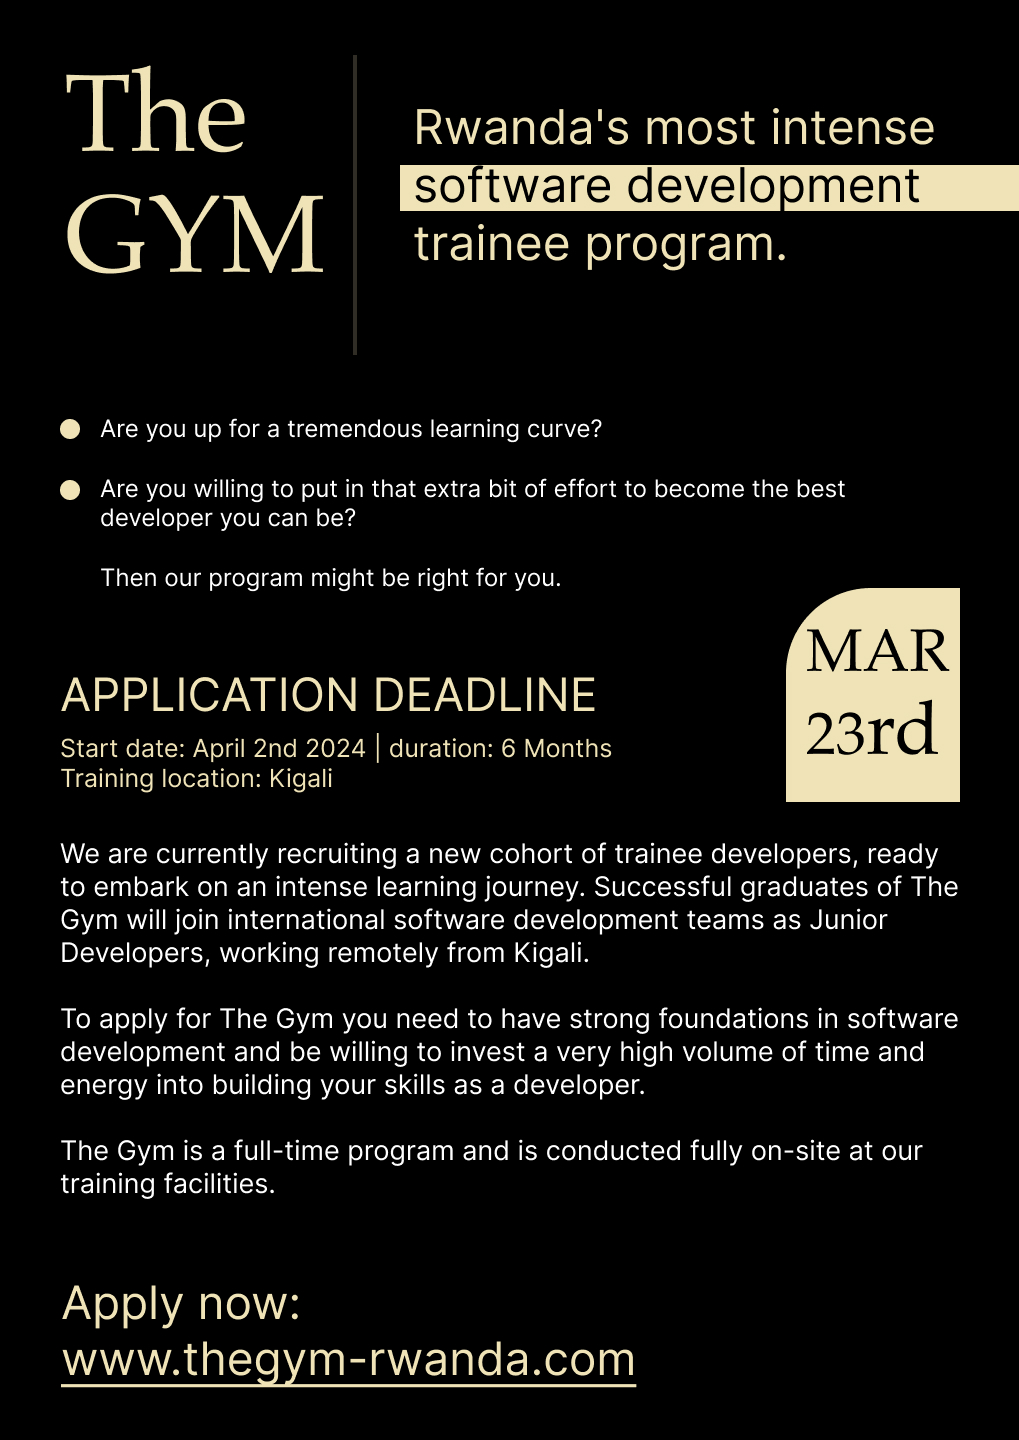 The
GYM
Rwanda's most intense
software development
trainee program.
Are you up for a tremendous learning curve?
Are you willing to put in that extra bit of effort to become the best
developer you can be?
Then our program might be right for you.
MAR
23rd
APPLICATION DEADLINE
Start date: April 2nd 2024 | duration: 6 Months
Training location: Kigali
We are currently recruiting a new cohort of trainee developers, ready
to embark on an intense learning journey. Successful graduates of The
Gym will join international software development teams as Junior
Developers, working remotely from Kigali.
To apply for The Gym you need to have strong foundations in software
development and be willing to invest a very high volume of time and
energy into building your skills as a developer.
The Gym is a full-time program and is conducted fully on-site at our
training facilities.
Apply now:
www.thegym-rwanda.com